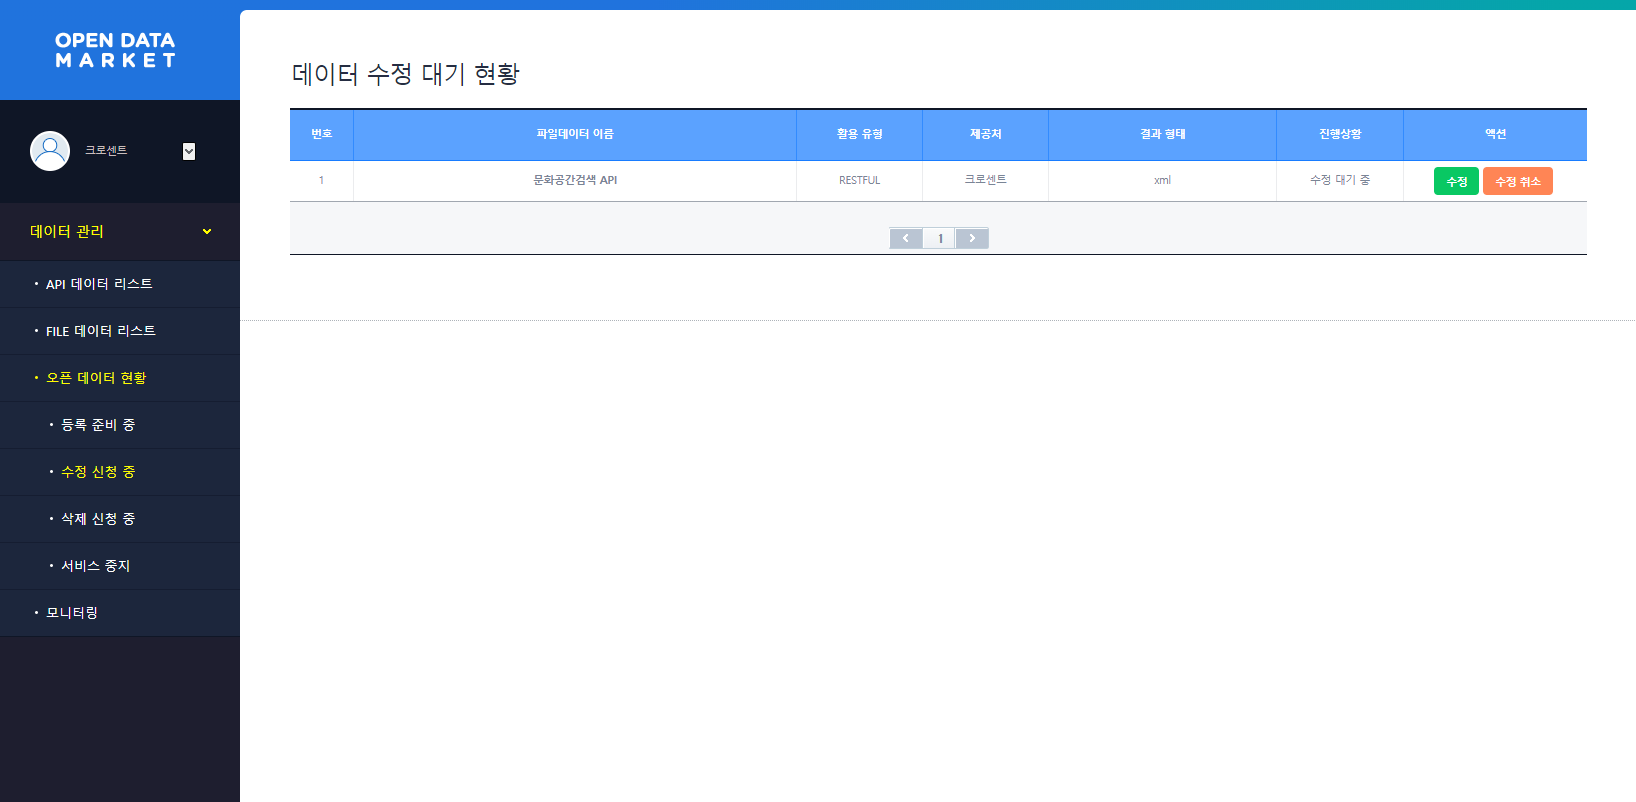 OPEN DATA
MARKET
크로센트
데이터 관리
• API 데이터 리스트
• FILE 데이터 리스트
• 오픈 데이터 현황
• 등록 준비 중
• 수정 신청 중
• 삭제 신청 중
• 서비스 중지
• 모니터링
데이터 수정 대기 현황
번호 파일데이터 이름 활용 유형 제공처 결과 형태 진행상황 액션
1 문화공간검색 API RESTFUL 크로센트 xml 수정 대기 중 수정 수정 취소
1